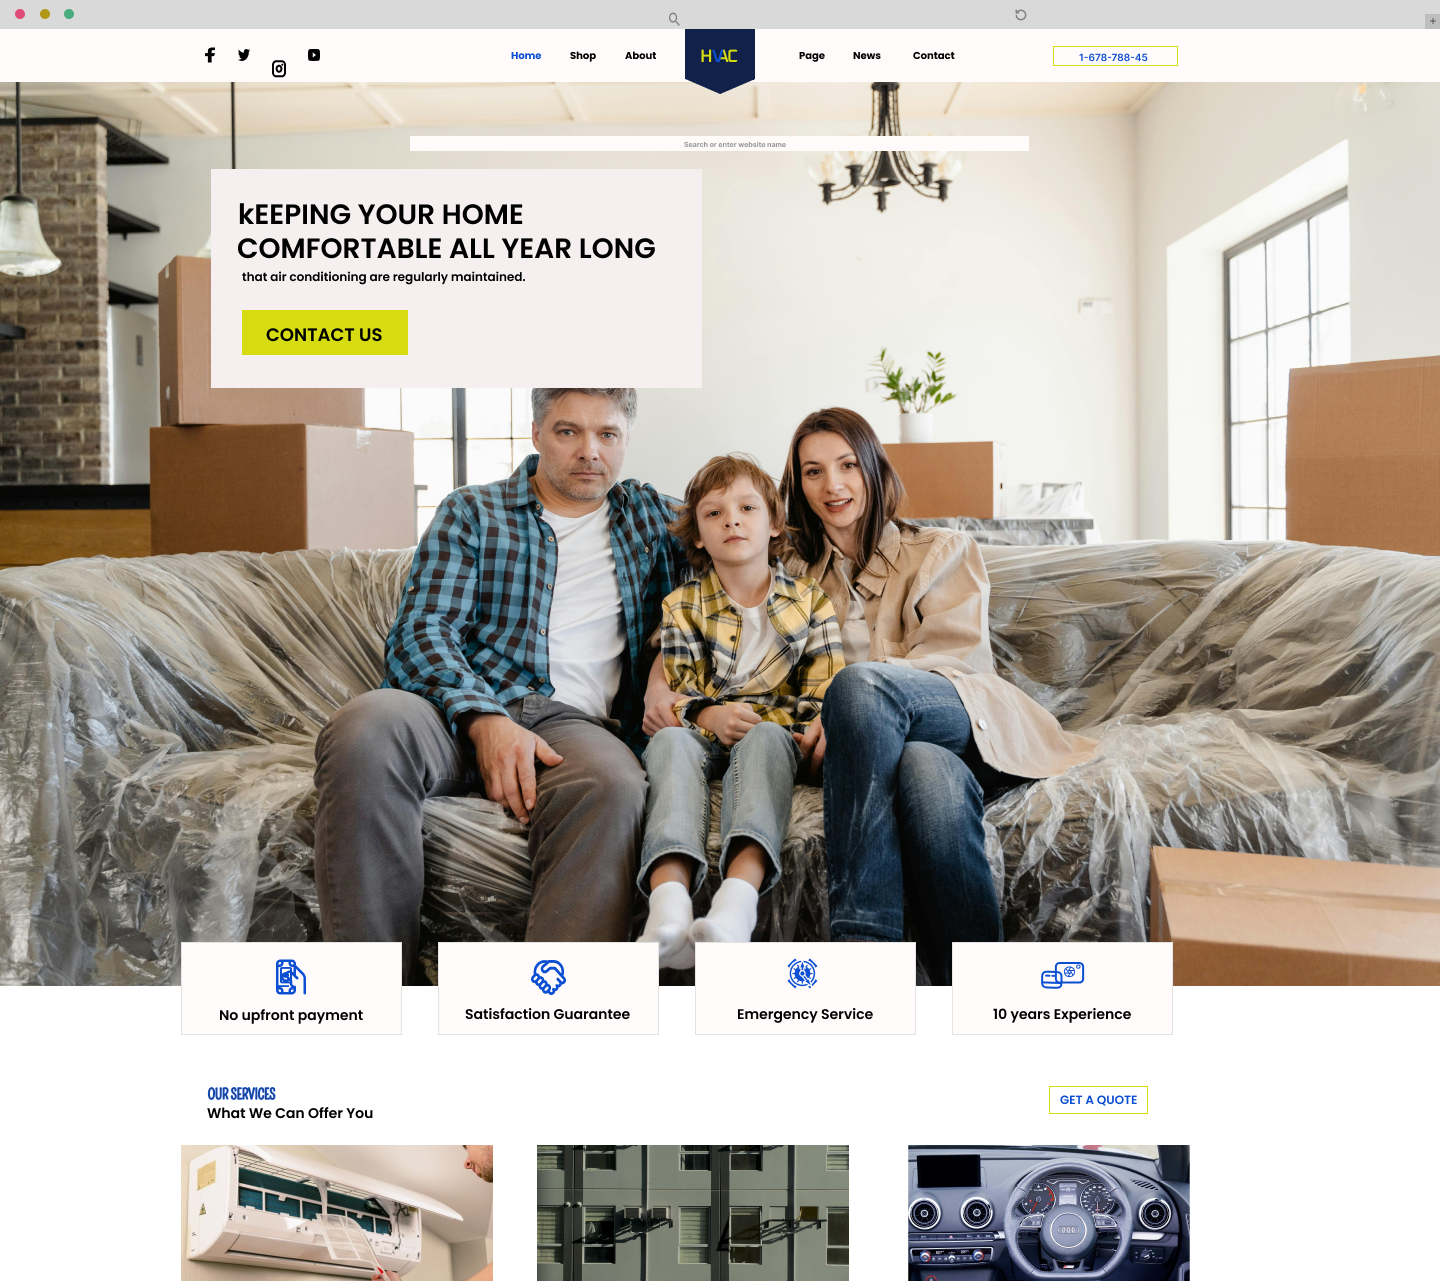 Home Shop About HVAC Page News Contact 1-678-788-45
Search or enter website name
kEEPING YOUR HOME
COMFORTABLE ALL YEAR LONG
that air conditioning are regularly maintained.
CONTACT US
No upfront payment
Satisfaction Guarantee
Emergency Service
10 years Experience
OUR SERVICES
What We Can Offer You
GET A QUOTE